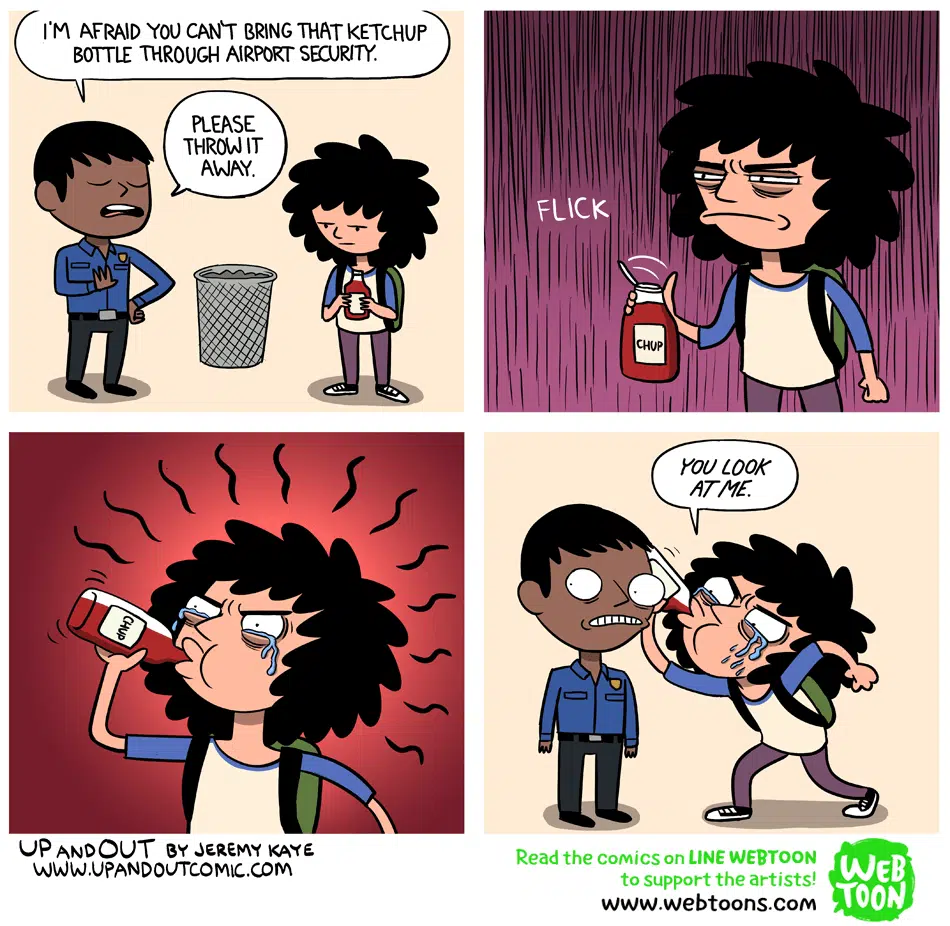 I'M AFRAID YOU CAN'T BRING THAT KETCHUP
BOTTLE THROUGH AIRPORT SECURITY.
PLEASE
THROW IT
AWAY.
FLICK
CHUP
CHUP
YOU LOOK
AT ME.
UP AND OUT BY JEREMY KAYE
WWW.UPANDOUTCOMIC.COM
Read the comics on LINE WEBTOON
to support the artists!
www.webtoons.com
WEB
TOON